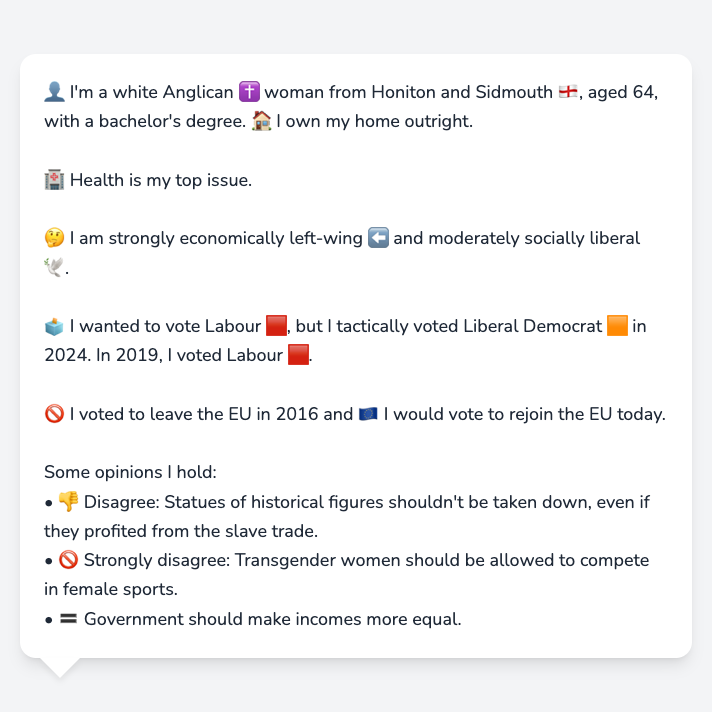 👤 I'm a white Anglican ✝️ woman from Honiton and Sidmouth 🏴󠁧󠁢󠁥󠁮󠁧󠁿, aged 64,
with a bachelor's degree. 🏠 I own my home outright.
🏥 Health is my top issue.
🤔 I am strongly economically left-wing ⬅️ and moderately socially liberal
🕊️.
🗳️ I wanted to vote Labour 🟥, but I tactically voted Liberal Democrat 🟧 in
2024. In 2019, I voted Labour 🟥.
🚫 I voted to leave the EU in 2016 and 🇪🇺 I would vote to rejoin the EU today.
Some opinions I hold:
• 👎 Disagree: Statues of historical figures shouldn't be taken down, even if
they profited from the slave trade.
• 🚫 Strongly disagree: Transgender women should be allowed to compete
in female sports.
• 🟰 Government should make incomes more equal.